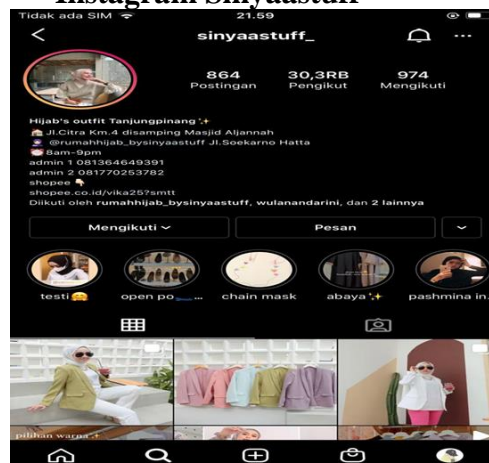 Instagram Sinyaastuff
Tidak ada SIM 21.59
sinyaastuff_
864 30,3RB 974
Postingan Pengikut Mengikuti
Hijab's outfit Tanjungpinang
Jl.Citra Km.4 disamping Masjid Aljannah
@rumahhijab_bysinyaastuff Jl.Soekarno Hatta
8am-9pm
admin 1 081364649391
admin 2 081770253782
shopee
shopee.co.id/vika25?smtt
Diikuti oleh rumahhijab_bysinyaastuff, wulanandarini, dan 2 lainnya
Mengikuti Pesan
testi open po ... chain mask abaya pashmina in.
pilihan warna